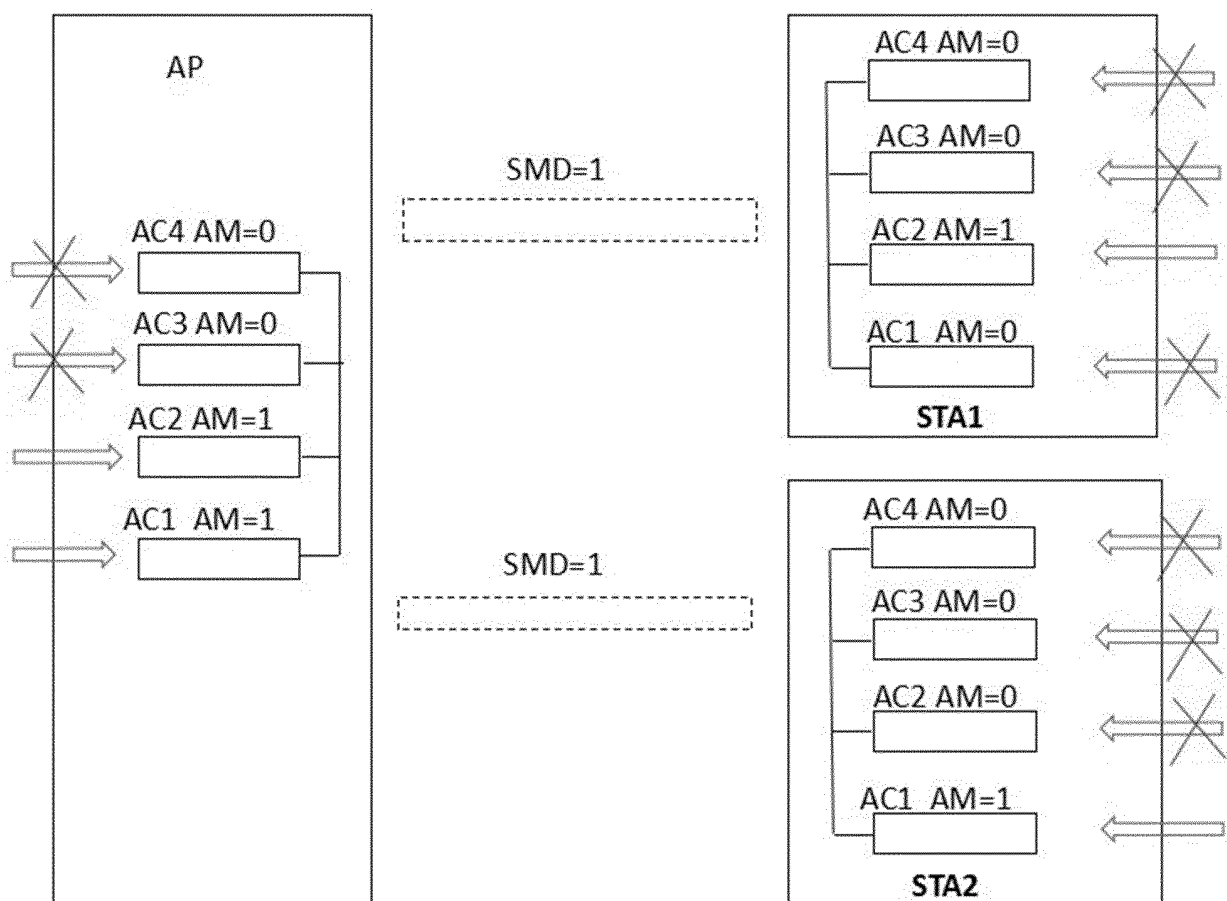 AP
AC4 AM=0
AC3 AM=0
AC2 AM=1
AC1 AM=1
SMD=1
SMD=1
AC4 AM=0
AC3 AM=0
AC2 AM=1
AC1 AM=0
STA1
AC4 AM=0
AC3 AM=0
AC2 AM=0
AC1 AM=1
STA2